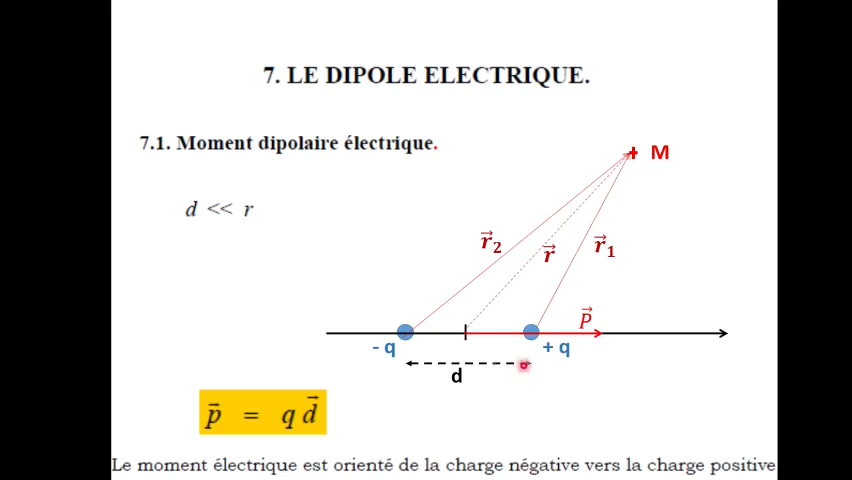 7. LE DIPOLE ELECTRIQUE.
7.1. Moment dipolaire électrique.
M
d << r
r⃗₂
r⃗
r⃗₁
P⃗
- q
+ q
d
p⃗ = q d⃗
Le moment électrique est orienté de la charge négative vers la charge positive